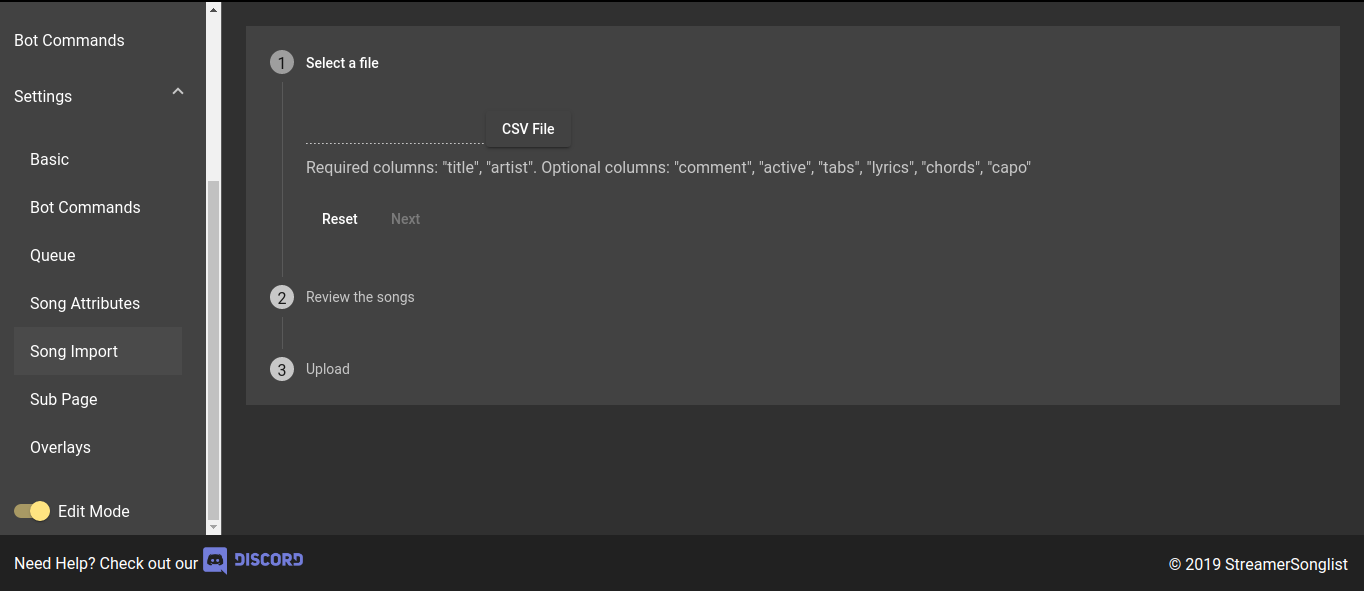 Bot Commands
Settings
Basic
Bot Commands
Queue
Song Attributes
Song Import
Sub Page
Overlays
Edit Mode
1 Select a file
CSV File
Required columns: "title", "artist". Optional columns: "comment", "active", "tabs", "lyrics", "chords", "capo"
Reset Next
2 Review the songs
3 Upload
Need Help? Check out our DISCORD
© 2019 StreamerSonglist